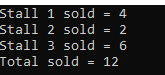 Stall 1 sold = 4
Stall 2 sold = 2
Stall 3 sold = 6
Total sold = 12